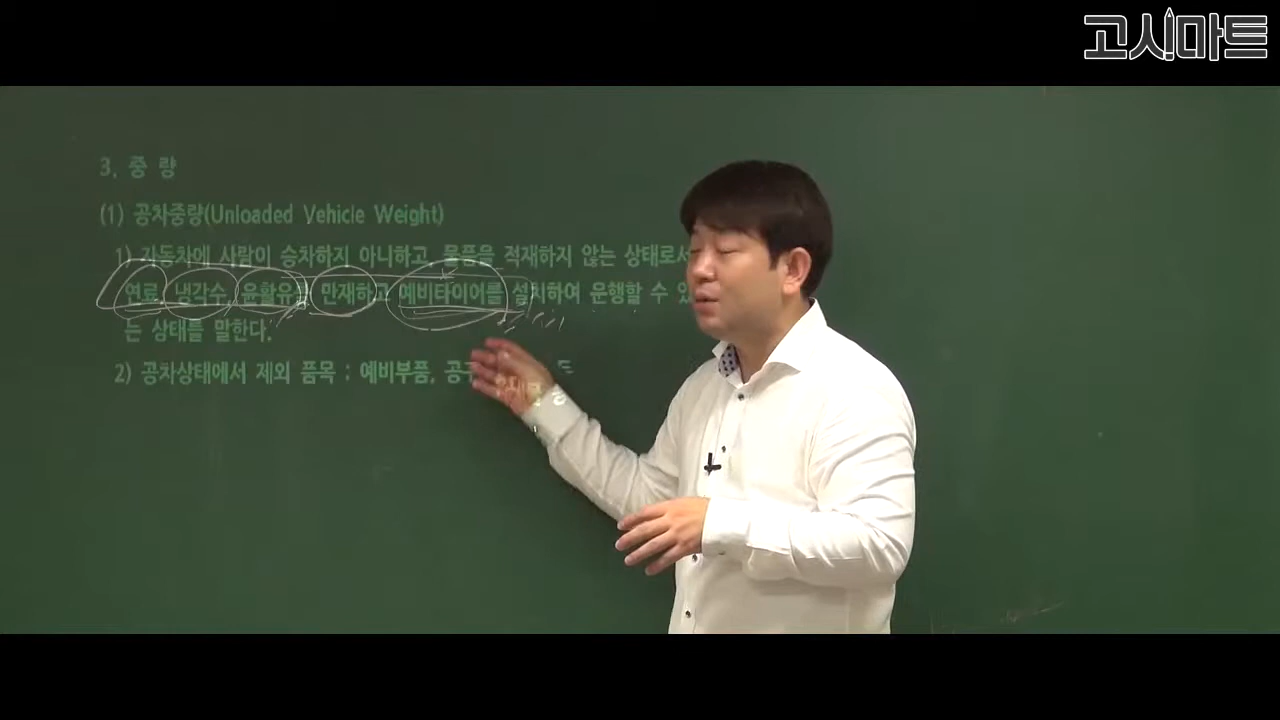 고시마트
3. 중 량
(1) 공차중량(Unloaded Vehicle Weight)
1) 자동차에 사람이 승차하지 아니하고, 물품을 적재하지 않는 상태로서
연료, 냉각수, 윤활유를 만재하고 예비타이어를 설치하여 운행할 수 있
는 상태를 말한다.
2) 공차상태에서 제외 품목 : 예비부품,